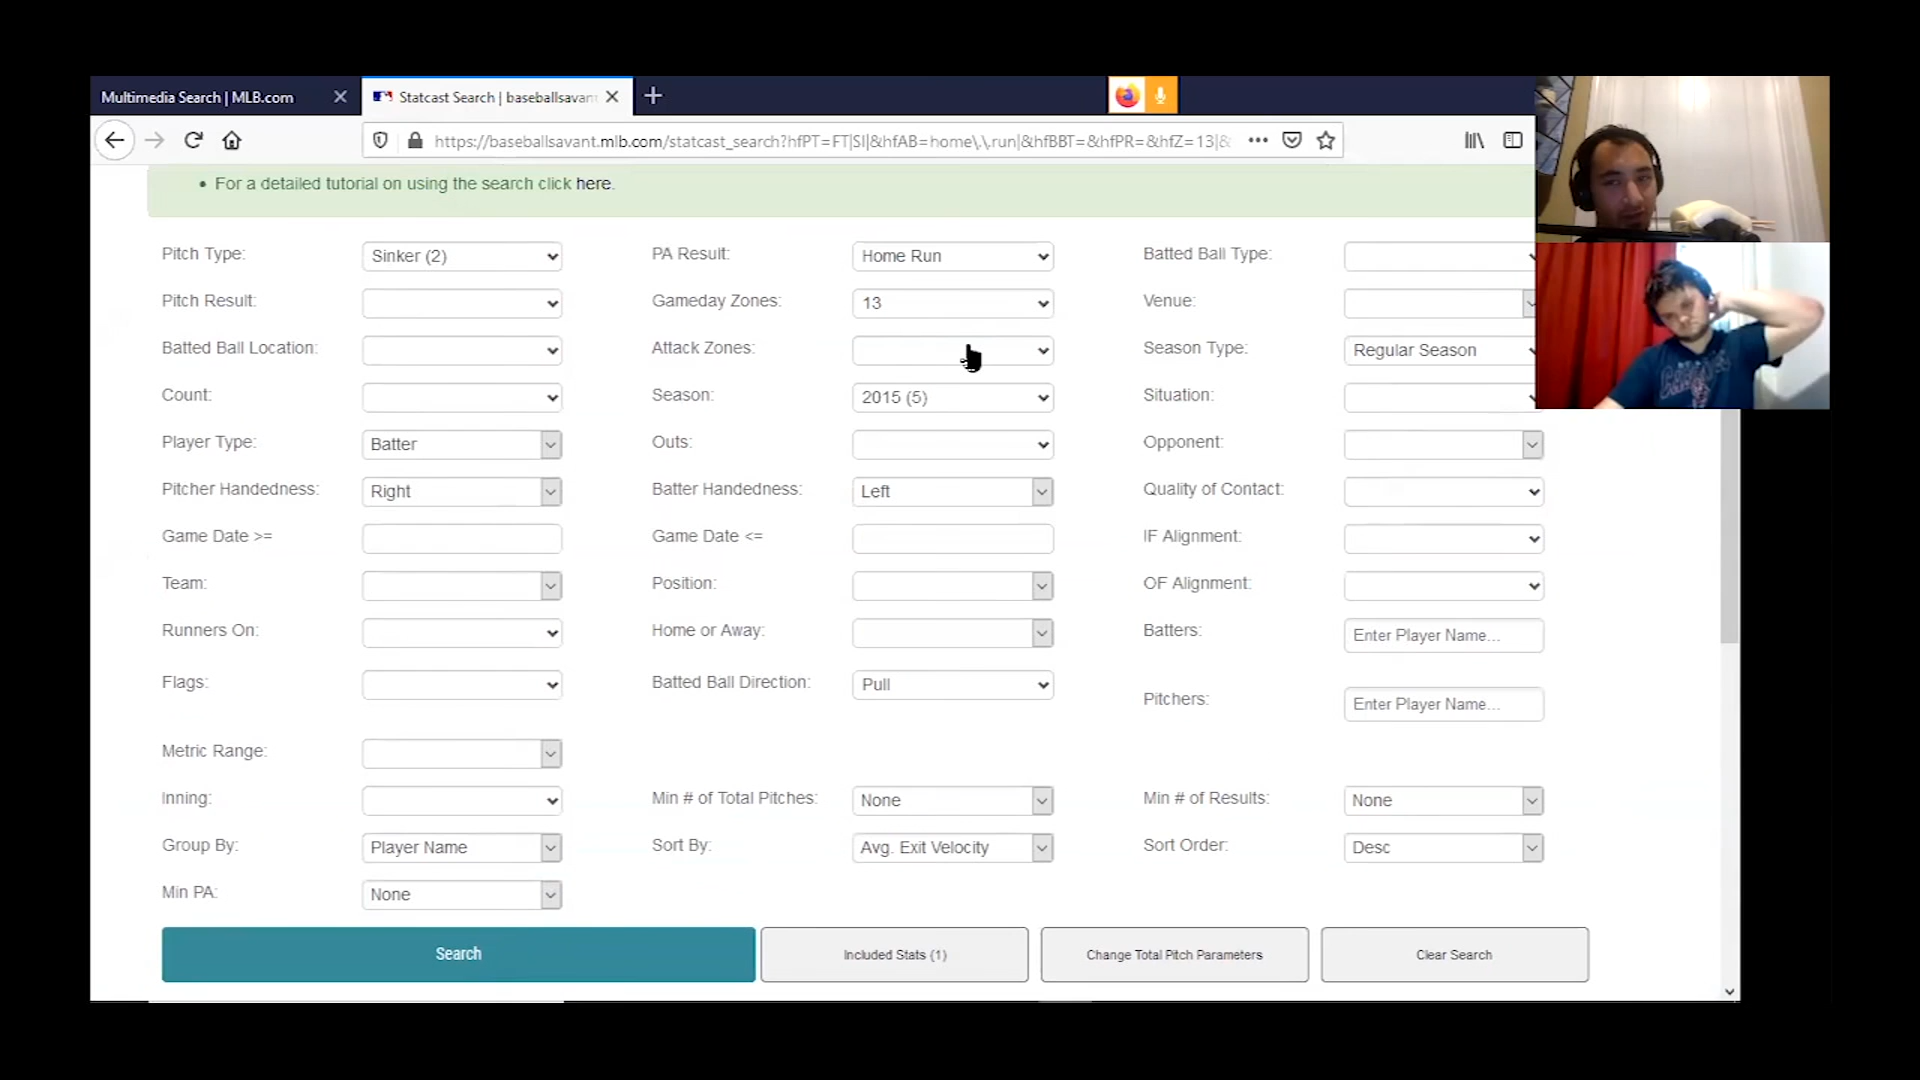 Multimedia Search | MLB.com
Statcast Search | baseballsavant
https://baseballsavant.mlb.com/statcast_search?hfPT=FT|SI|&hfAB=home\.\.run|&hfBBT=&hfPR=&hfZ=13|&
• For a detailed tutorial on using the search click here.
Pitch Type: Sinker (2) PA Result: Home Run Batted Ball Type:
Pitch Result: Gameday Zones: 13 Venue:
Batted Ball Location: Attack Zones: Season Type: Regular Season
Count: Season: 2015 (5) Situation:
Player Type: Batter Outs: Opponent:
Pitcher Handedness: Right Batter Handedness: Left Quality of Contact:
Game Date >= Game Date <= IF Alignment:
Team: Position: OF Alignment:
Runners On: Home or Away: Batters: Enter Player Name...
Flags: Batted Ball Direction: Pull
Pitchers: Enter Player Name...
Metric Range:
Inning: Min # of Total Pitches: None Min # of Results: None
Group By: Player Name Sort By: Avg. Exit Velocity Sort Order: Desc
Min PA: None
Search Included Stats (1) Change Total Pitch Parameters Clear Search